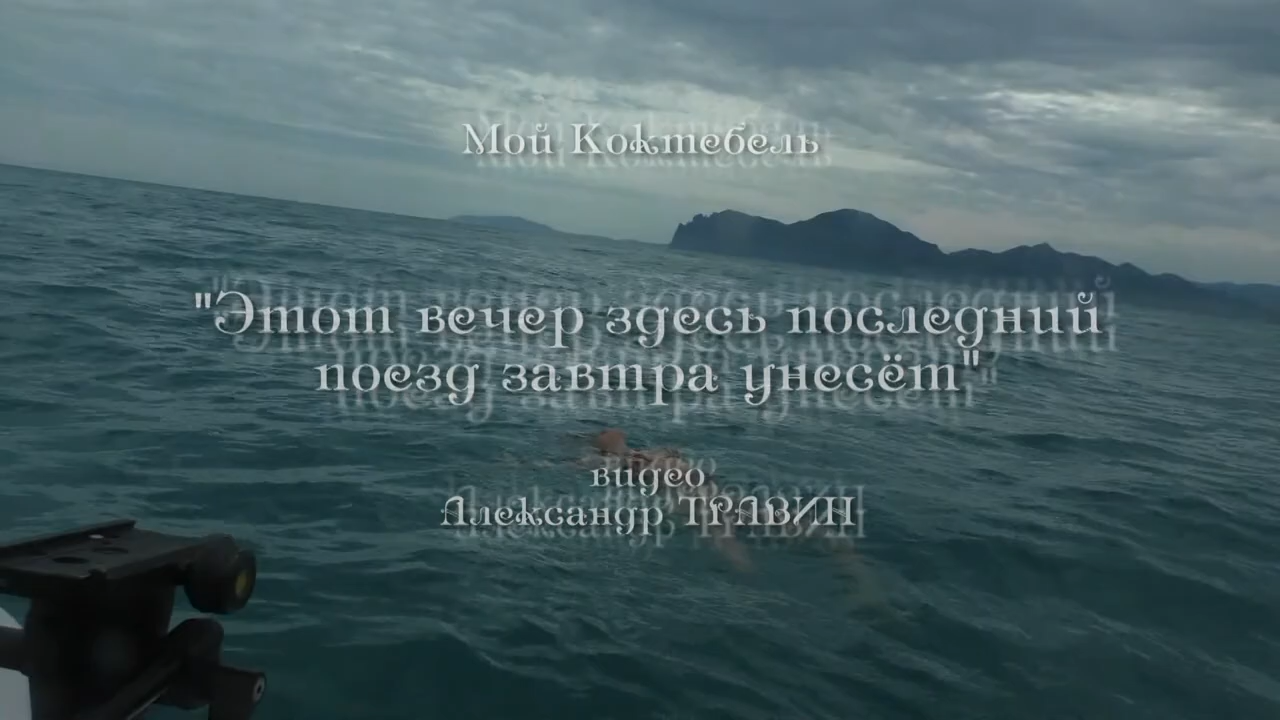 Мой Коктебель
"Этот вечер здесь последний
поезд завтра унесёт"
видео
Александр ТРАВИН